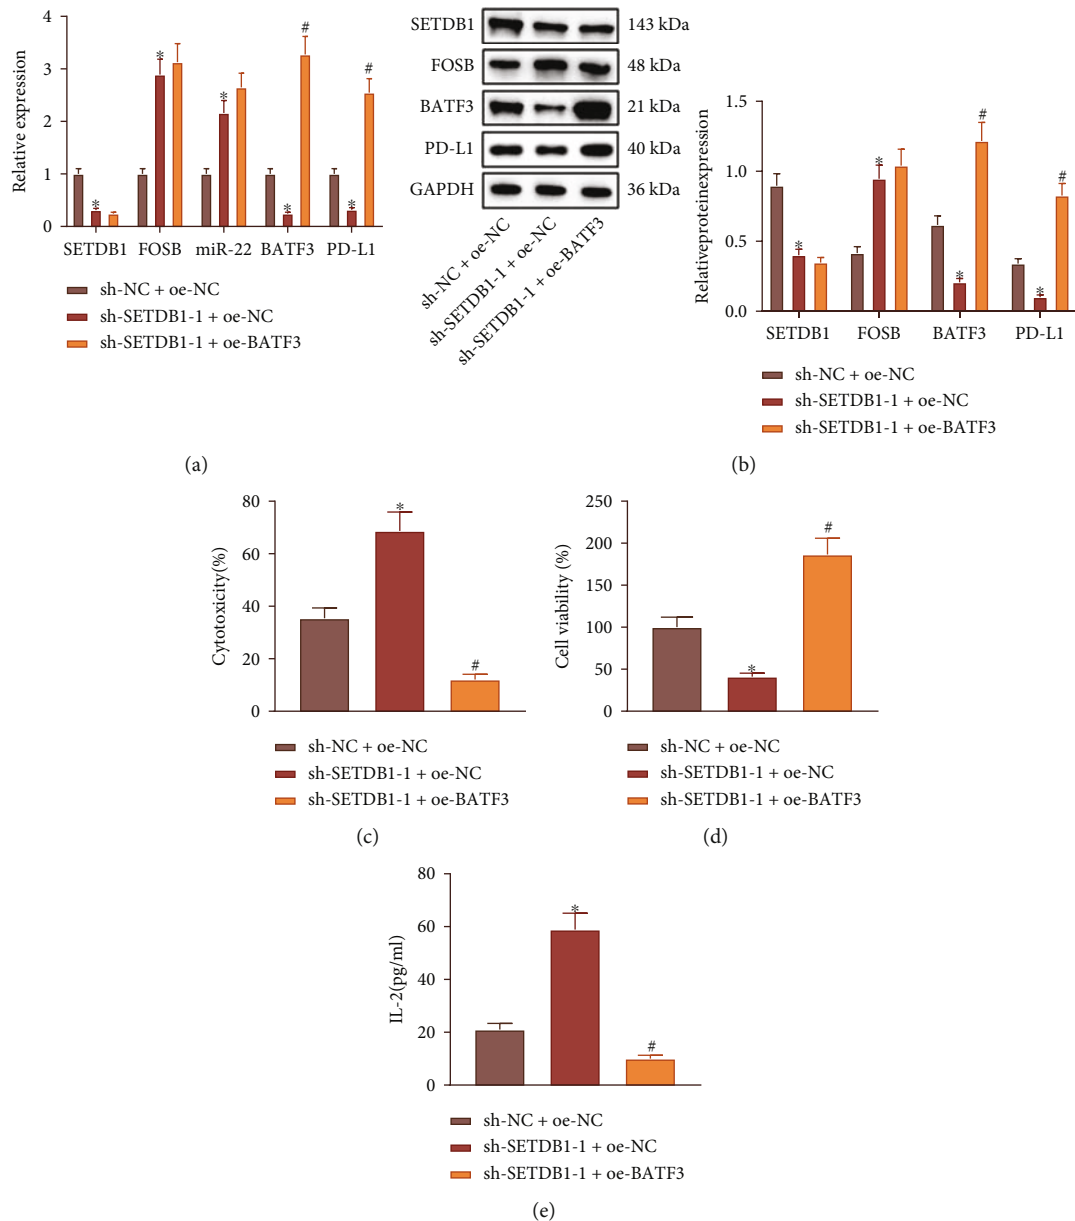 Relative expression
4
3
2
1
0
*
*
*
*
#
*
#
SETDB1 FOSB miR-22 BATF3 PD-L1
sh-NC + oe-NC
sh-SETDB1-1 + oe-NC
sh-SETDB1-1 + oe-BATF3
(a)
SETDB1 143 kDa
FOSB 48 kDa
BATF3 21 kDa
PD-L1 40 kDa
GAPDH 36 kDa
sh-NC + oe-NC
sh-SETDB1-1 + oe-NC
sh-SETDB1-1 + oe-BATF3
Relativeproteinexpression
1.5
1.0
0.5
0.0
*
*
*
#
*
#
SETDB1 FOSB BATF3 PD-L1
sh-NC + oe-NC
sh-SETDB1-1 + oe-NC
sh-SETDB1-1 + oe-BATF3
(b)
Cytotoxicity(%)
80
60
40
20
0
*
#
sh-NC + oe-NC
sh-SETDB1-1 + oe-NC
sh-SETDB1-1 + oe-BATF3
(c)
Cell viability (%)
250
200
150
100
50
0
*
#
sh-NC + oe-NC
sh-SETDB1-1 + oe-NC
sh-SETDB1-1 + oe-BATF3
(d)
IL-2(pg/ml)
80
60
40
20
0
*
#
sh-NC + oe-NC
sh-SETDB1-1 + oe-NC
sh-SETDB1-1 + oe-BATF3
(e)